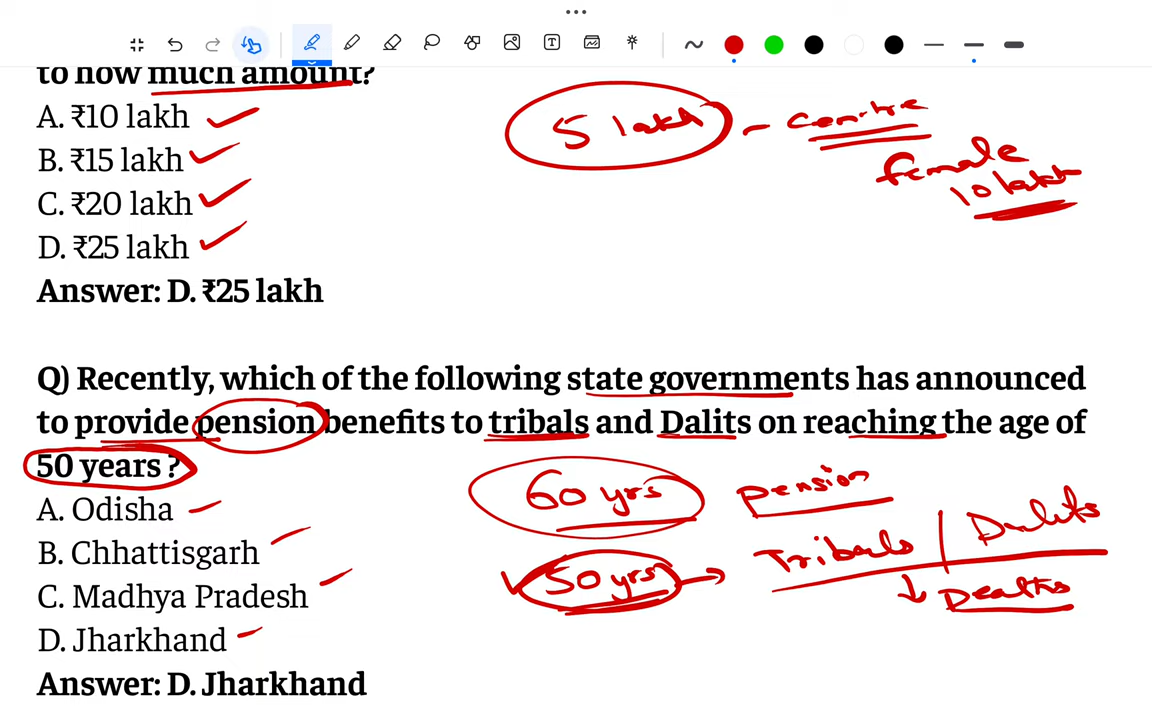 to how much amount?
A. ₹10 lakh
B. ₹15 lakh
C. ₹20 lakh
D. ₹25 lakh
Answer: D. ₹25 lakh
5 lakh - centre
female
10 lakh
Q) Recently, which of the following state governments has announced
to provide pension benefits to tribals and Dalits on reaching the age of
50 years ?
A. Odisha
B. Chhattisgarh
C. Madhya Pradesh
D. Jharkhand
Answer: D. Jharkhand
60 yrs pension
50 yrs → Tribals | Dalits
↓ Deaths